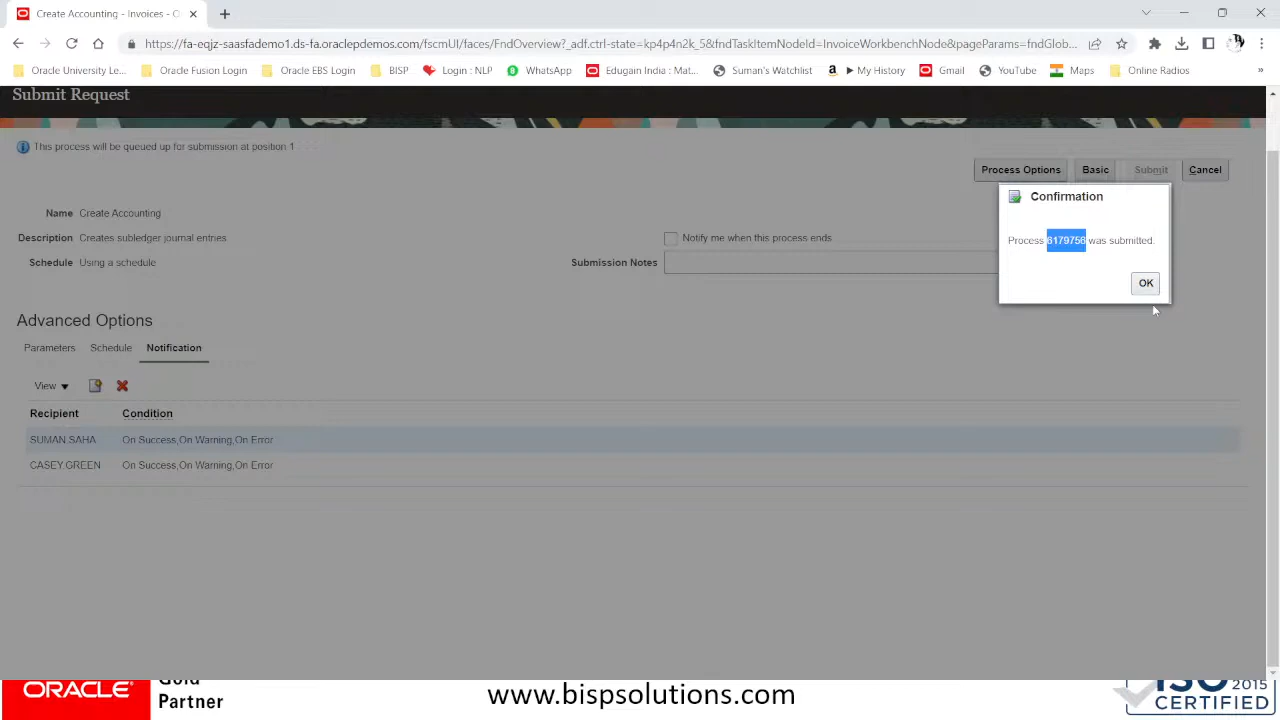 Create Accounting - Invoices - O
https://fa-eqjz-saasfademo1.ds-fa.oraclepdemos.com/fscmUI/faces/FndOverview?_adf.ctrl-state=kp4p4n2k_5&fndTaskItemNodeId=InvoiceWorkbenchNode&pageParams=fndGlob...
Oracle University Le... Oracle Fusion Login Oracle EBS Login BISP Login : NLP WhatsApp Edugain India : Mat... Suman's Watchlist My History Gmail YouTube Maps Online Radios »
Submit Request
This process will be queued up for submission at position 1
Process Options Basic Submit Cancel
Confirmation
Process 6179756 was submitted.
OK
Name Create Accounting
Description Creates subledger journal entries
Notify me when this process ends
Schedule Using a schedule
Submission Notes
Advanced Options
Parameters Schedule Notification
View
Recipient Condition
SUMAN.SAHA On Success,On Warning,On Error
CASEY.GREEN On Success,On Warning,On Error
ORACLE Gold
Partner
www.bispsolutions.com
ISO 2015
CERTIFIED